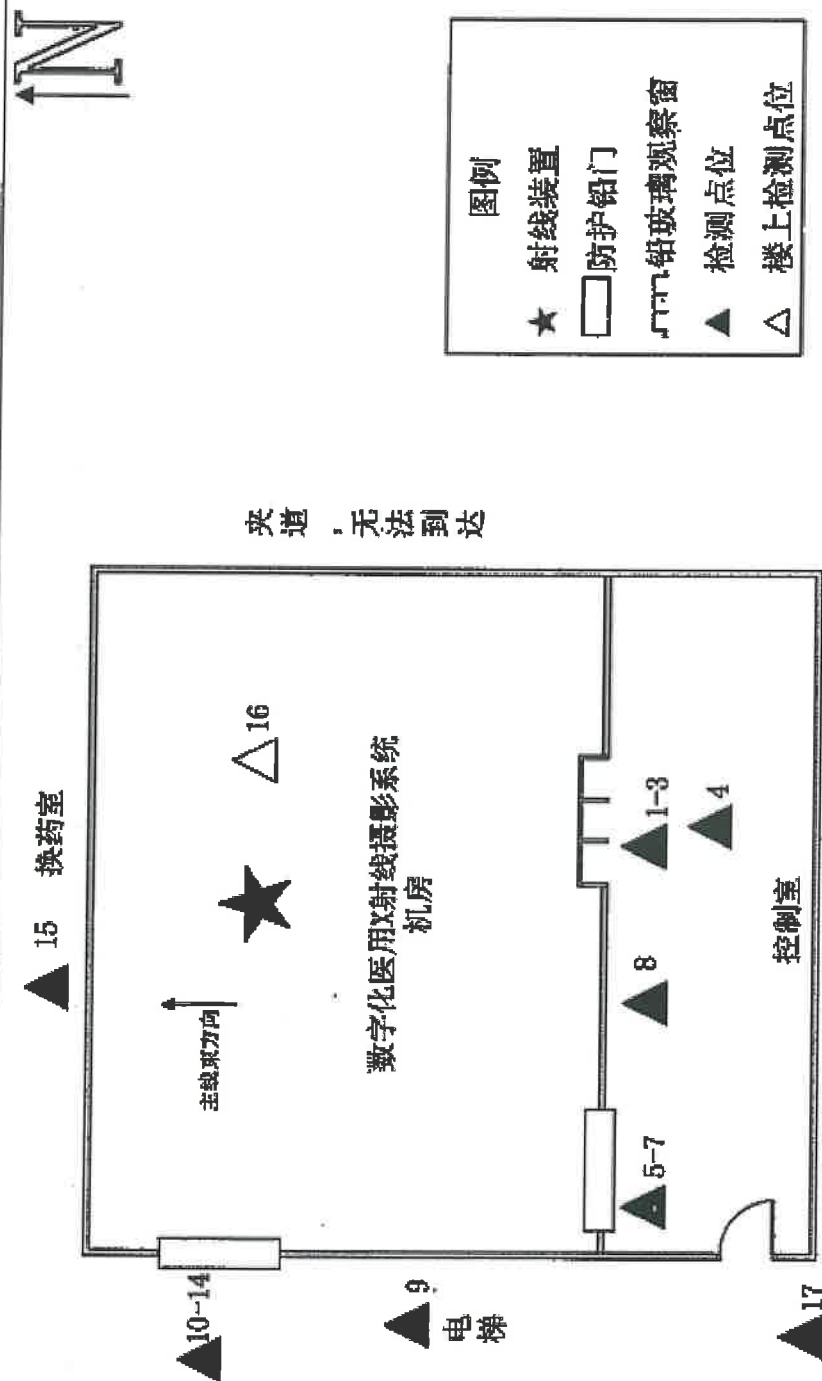 N
15 换药室
主线束方向
16
数字化医用X射线摄影系统
机房
夹道，无法到达
10-14
9
电梯
5-7
8
1-3
4
控制室
17
图例
射线装置
防护铅门
铅玻璃观察窗
检测点位
楼上检测点位